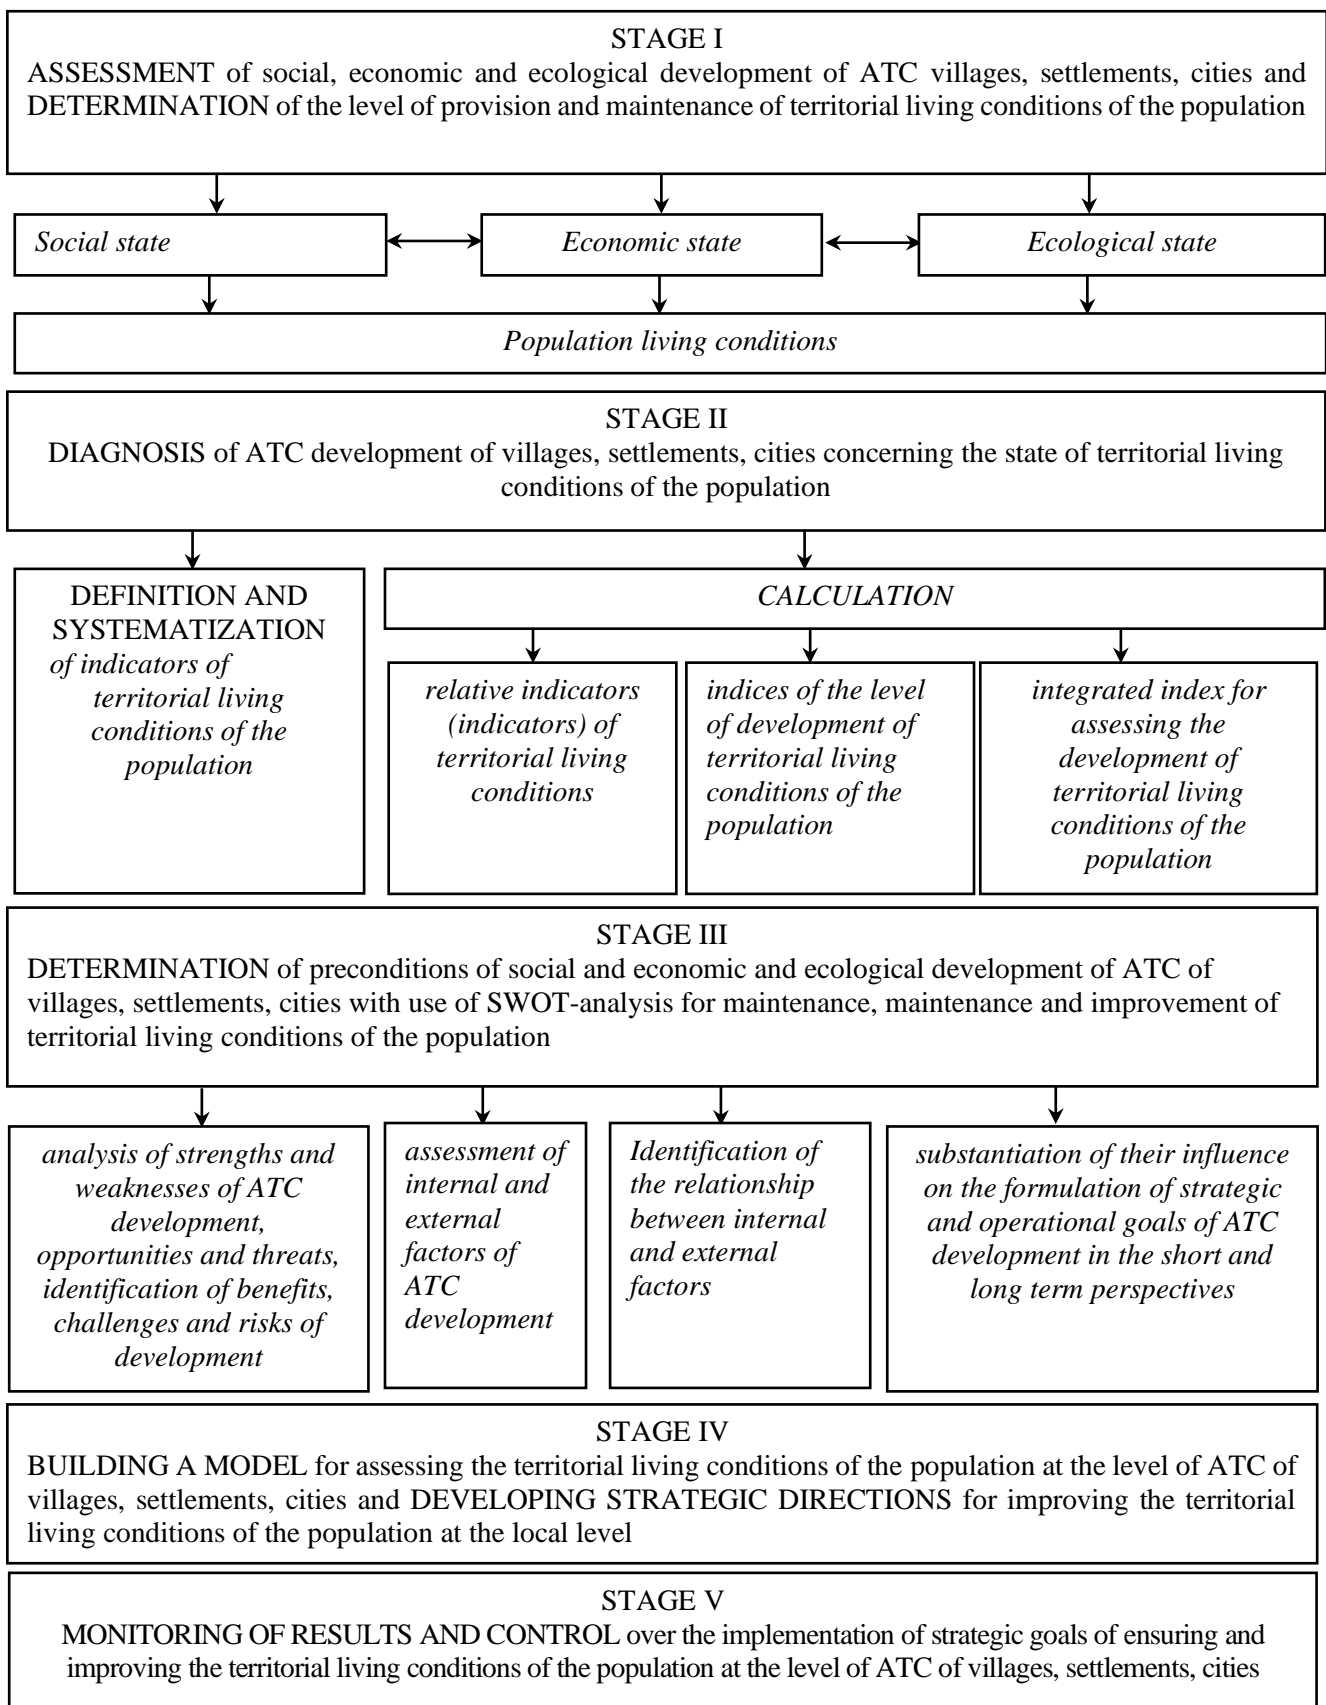 STAGE I
ASSESSMENT of social, economic and ecological development of ATC villages, settlements, cities and
DETERMINATION of the level of provision and maintenance of territorial living conditions of the population
Social state
Economic state
Ecological state
Population living conditions
STAGE II
DIAGNOSIS of ATC development of villages, settlements, cities concerning the state of territorial living
conditions of the population
DEFINITION AND
SYSTEMATIZATION
of indicators of
territorial living
conditions of the
population
CALCULATION
relative indicators
(indicators) of
territorial living
conditions
indices of the level
of development of
territorial living
conditions of the
population
integrated index for
assessing the
development of
territorial living
conditions of the
population
STAGE III
DETERMINATION of preconditions of social and economic and ecological development of ATC of
villages, settlements, cities with use of SWOT-analysis for maintenance, maintenance and improvement of
territorial living conditions of the population
analysis of strengths and
weaknesses of ATC
development,
opportunities and threats,
identification of benefits,
challenges and risks of
development
assessment of
internal and
external
factors of
ATC
development
Identification of
the relationship
between internal
and external
factors
substantiation of their influence
on the formulation of strategic
and operational goals of ATC
development in the short and
long term perspectives
STAGE IV
BUILDING A MODEL for assessing the territorial living conditions of the population at the level of ATC of
villages, settlements, cities and DEVELOPING STRATEGIC DIRECTIONS for improving the territorial
living conditions of the population at the local level
STAGE V
MONITORING OF RESULTS AND CONTROL over the implementation of strategic goals of ensuring and
improving the territorial living conditions of the population at the level of ATC of villages, settlements, cities